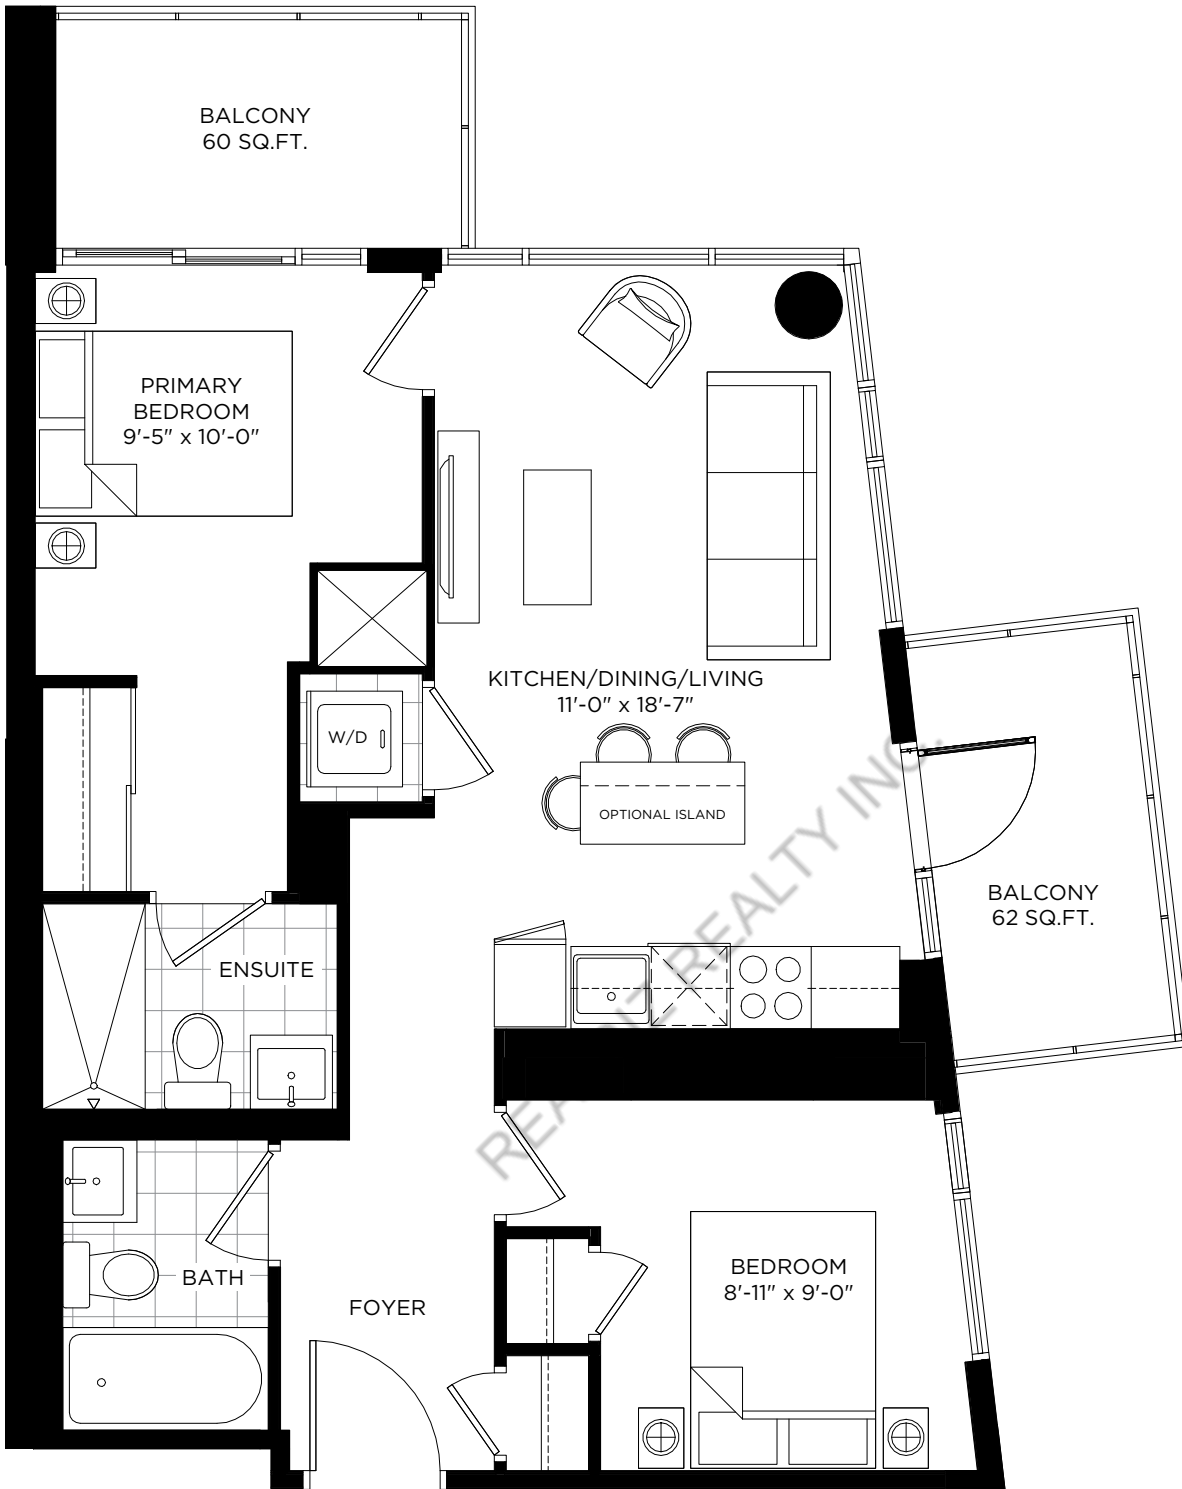 BALCONY
60 SQ.FT.
PRIMARY
BEDROOM
9'-5" x 10'-0"
KITCHEN/DINING/LIVING
11'-0" x 18'-7"
W/D
OPTIONAL ISLAND
BALCONY
62 SQ.FT.
ENSUITE
REALTY INC.
BATH
FOYER
BEDROOM
8'-11" x 9'-0"